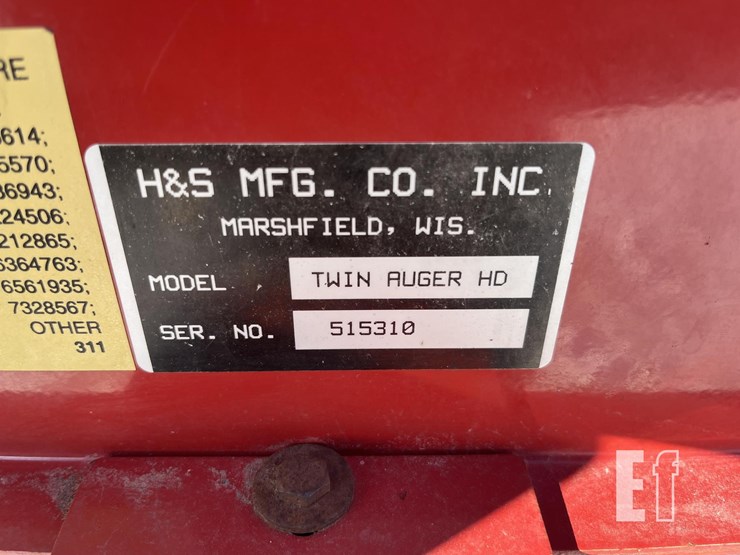 RE
614;
5570;
36943;
24506;
212865;
6364763;
6561935;
7328567;
OTHER
311
H&S MFG. CO. INC.
MARSHFIELD, WIS.
MODEL TWIN AUGER HD
SER. NO. 515310
Ef